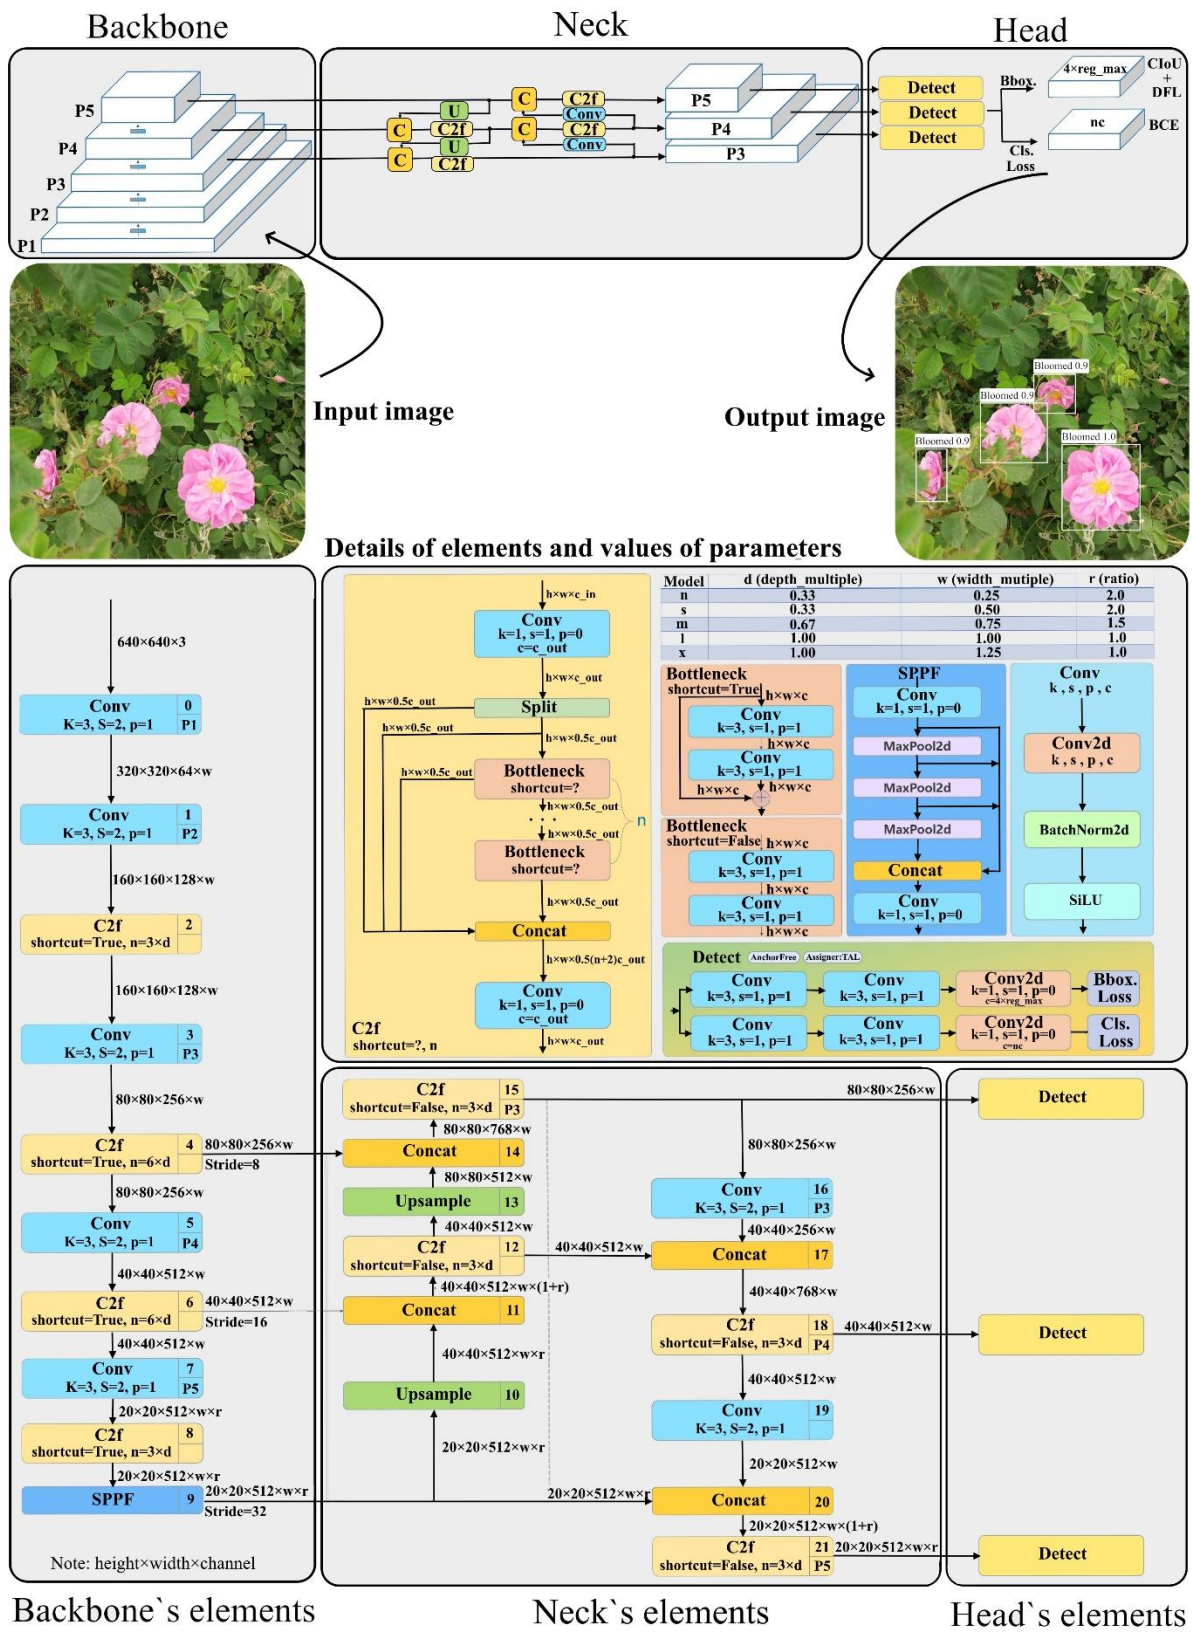 Backbone
Neck
Head
P5
P4
P3
P2
P1
C
U
C2f
C
U
C2f
C
C2f
Conv
C
C2f
Conv
P5
P4
P3
Detect
Detect
Detect
Bbox.
Cls.
Loss
4×reg_max
nc
CIoU
+
DFL
BCE
Input image
Output image
Bloomed 0.9
Bloomed 0.9
Bloomed 0.9
Bloomed 1.0
Details of elements and values of parameters
640×640×3
Conv
K=3, S=2, p=1
0
P1
320×320×64×w
Conv
K=3, S=2, p=1
1
P2
160×160×128×w
C2f
shortcut=True, n=3×d
2
160×160×128×w
Conv
K=3, S=2, p=1
3
P3
80×80×256×w
C2f
shortcut=True, n=6×d
4
80×80×256×w
Stride=8
80×80×256×w
Conv
K=3, S=2, p=1
5
P4
40×40×512×w
C2f
shortcut=True, n=6×d
6
40×40×512×w
Stride=16
40×40×512×w
Conv
K=3, S=2, p=1
7
P5
20×20×512×w×r
C2f
shortcut=True, n=3×d
8
20×20×512×w×r
SPPF
9
20×20×512×w×r
Stride=32
Note: height×width×channel
h×w×c_in
Conv
k=1, s=1, p=0
c=c_out
h×w×c_out
Split
h×w×0.5c_out
h×w×0.5c_out
h×w×0.5c_out
Bottleneck
shortcut=?
h×w×0.5c_out
h×w×0.5c_out
. . .
n
h×w×0.5c_out
Bottleneck
shortcut=?
h×w×0.5c_out
Concat
h×w×0.5(n+2)c_out
Conv
k=1, s=1, p=0
c=c_out
h×w×c_out
C2f
shortcut=?, n
Model d (depth_multiple) w (width_mutiple) r (ratio)
n 0.33 0.25 2.0
s 0.33 0.50 2.0
m 0.67 0.75 1.5
l 1.00 1.00 1.0
x 1.00 1.25 1.0
Bottleneck
shortcut=True
h×w×c
Conv
k=3, s=1, p=1
h×w×c
Conv
k=3, s=1, p=1
h×w×c
h×w×c
+
Bottleneck
shortcut=False
h×w×c
Conv
k=3, s=1, p=1
h×w×c
Conv
k=3, s=1, p=1
h×w×c
SPPF
Conv
k=1, s=1, p=0
MaxPool2d
MaxPool2d
MaxPool2d
Concat
Conv
k=1, s=1, p=0
Conv
k , s , p , c
Conv2d
k , s, p , c
BatchNorm2d
SiLU
Detect
AnchorFree
Assigner:TAL
Conv
k=3, s=1, p=1
Conv
k=3, s=1, p=1
Conv2d
k=1, s=1, p=0
c=4×reg_max
Bbox.
Loss
Conv
k=3, s=1, p=1
Conv
k=3, s=1, p=1
Conv2d
k=1, s=1, p=0
c=nc
Cls.
Loss
C2f
shortcut=False, n=3×d
15
P3
80×80×768×w
Concat
14
80×80×512×w
Upsample
13
40×40×512×w
C2f
shortcut=False, n=3×d
12
40×40×512×w×(1+r)
Concat
11
40×40×512×w×r
Upsample
10
20×20×512×w×r
80×80×256×w
80×80×256×w
Conv
K=3, S=2, p=1
16
P3
40×40×256×w
40×40×512×w
Concat
17
40×40×768×w
C2f
shortcut=False, n=3×d
18
P4
40×40×512×w
40×40×512×w
Conv
K=3, S=2, p=1
19
20×20×512×w
20×20×512×w×r
Concat
20
20×20×512×w×(1+r)
C2f
shortcut=False, n=3×d
21
P5
20×20×512×w×r
Detect
Detect
Detect
Backbone`s elements
Neck`s elements
Head`s elements